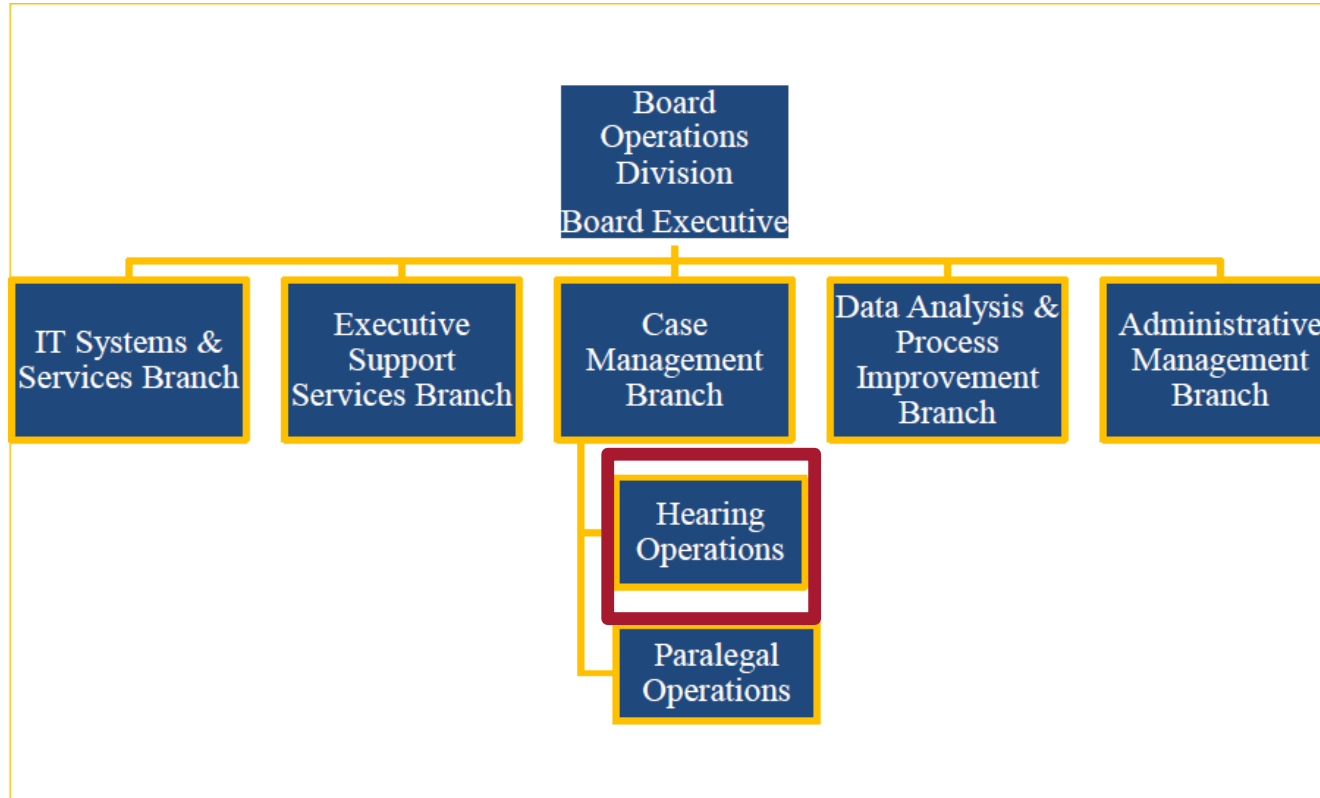 Board
Operations
Division
Board Executive
IT Systems &
Services Branch
Executive
Support
Services Branch
Case
Management
Branch
Data Analysis &
Process
Improvement
Branch
Administrative
Management
Branch
Hearing
Operations
Paralegal
Operations